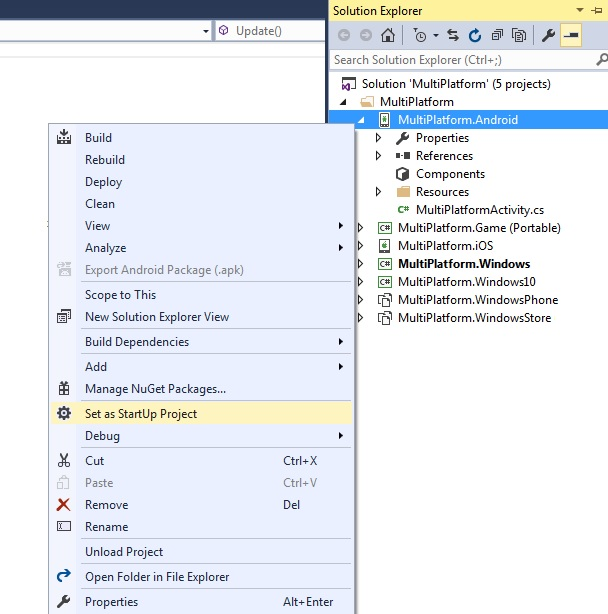 Solution Explorer
Update()
Search Solution Explorer (Ctrl+;)
Solution 'MultiPlatform' (5 projects)
MultiPlatform
MultiPlatform.Android
Properties
References
Components
Resources
C# MultiPlatformActivity.cs
C# MultiPlatform.Game (Portable)
MultiPlatform.iOS
C# MultiPlatform.Windows
C# MultiPlatform.Windows10
MultiPlatform.WindowsPhone
MultiPlatform.WindowsStore
Build
Rebuild
Deploy
Clean
View
Analyze
Export Android Package (.apk)
Scope to This
New Solution Explorer View
Build Dependencies
Add
Manage NuGet Packages...
Set as StartUp Project
Debug
Cut Ctrl+X
Paste Ctrl+V
Remove Del
Rename
Unload Project
Open Folder in File Explorer
Properties Alt+Enter